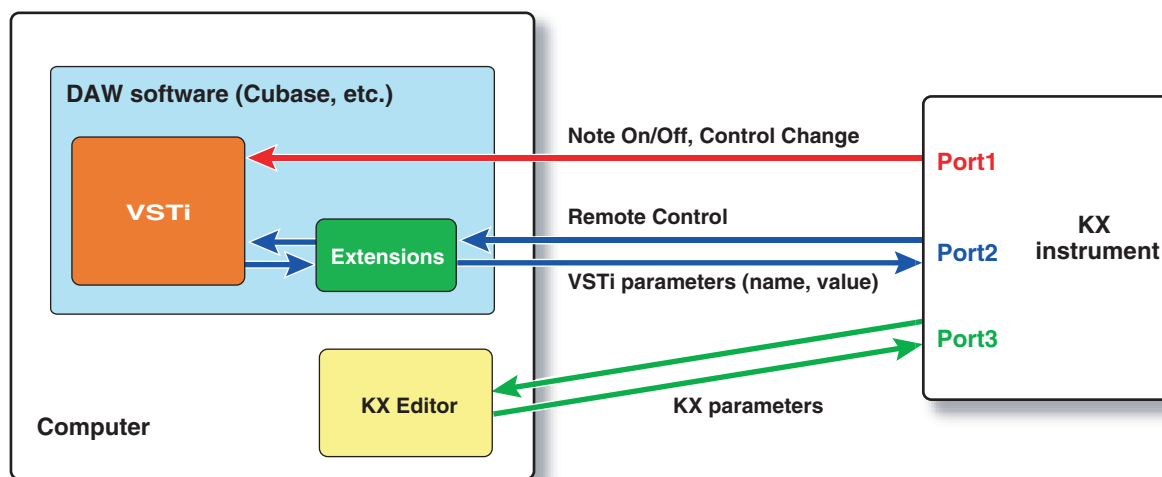 DAW software (Cubase, etc.)
VSTi
Extensions
KX Editor
Computer
Note On/Off, Control Change
Remote Control
VSTi parameters (name, value)
KX parameters
Port1
Port2
Port3
KX
instrument